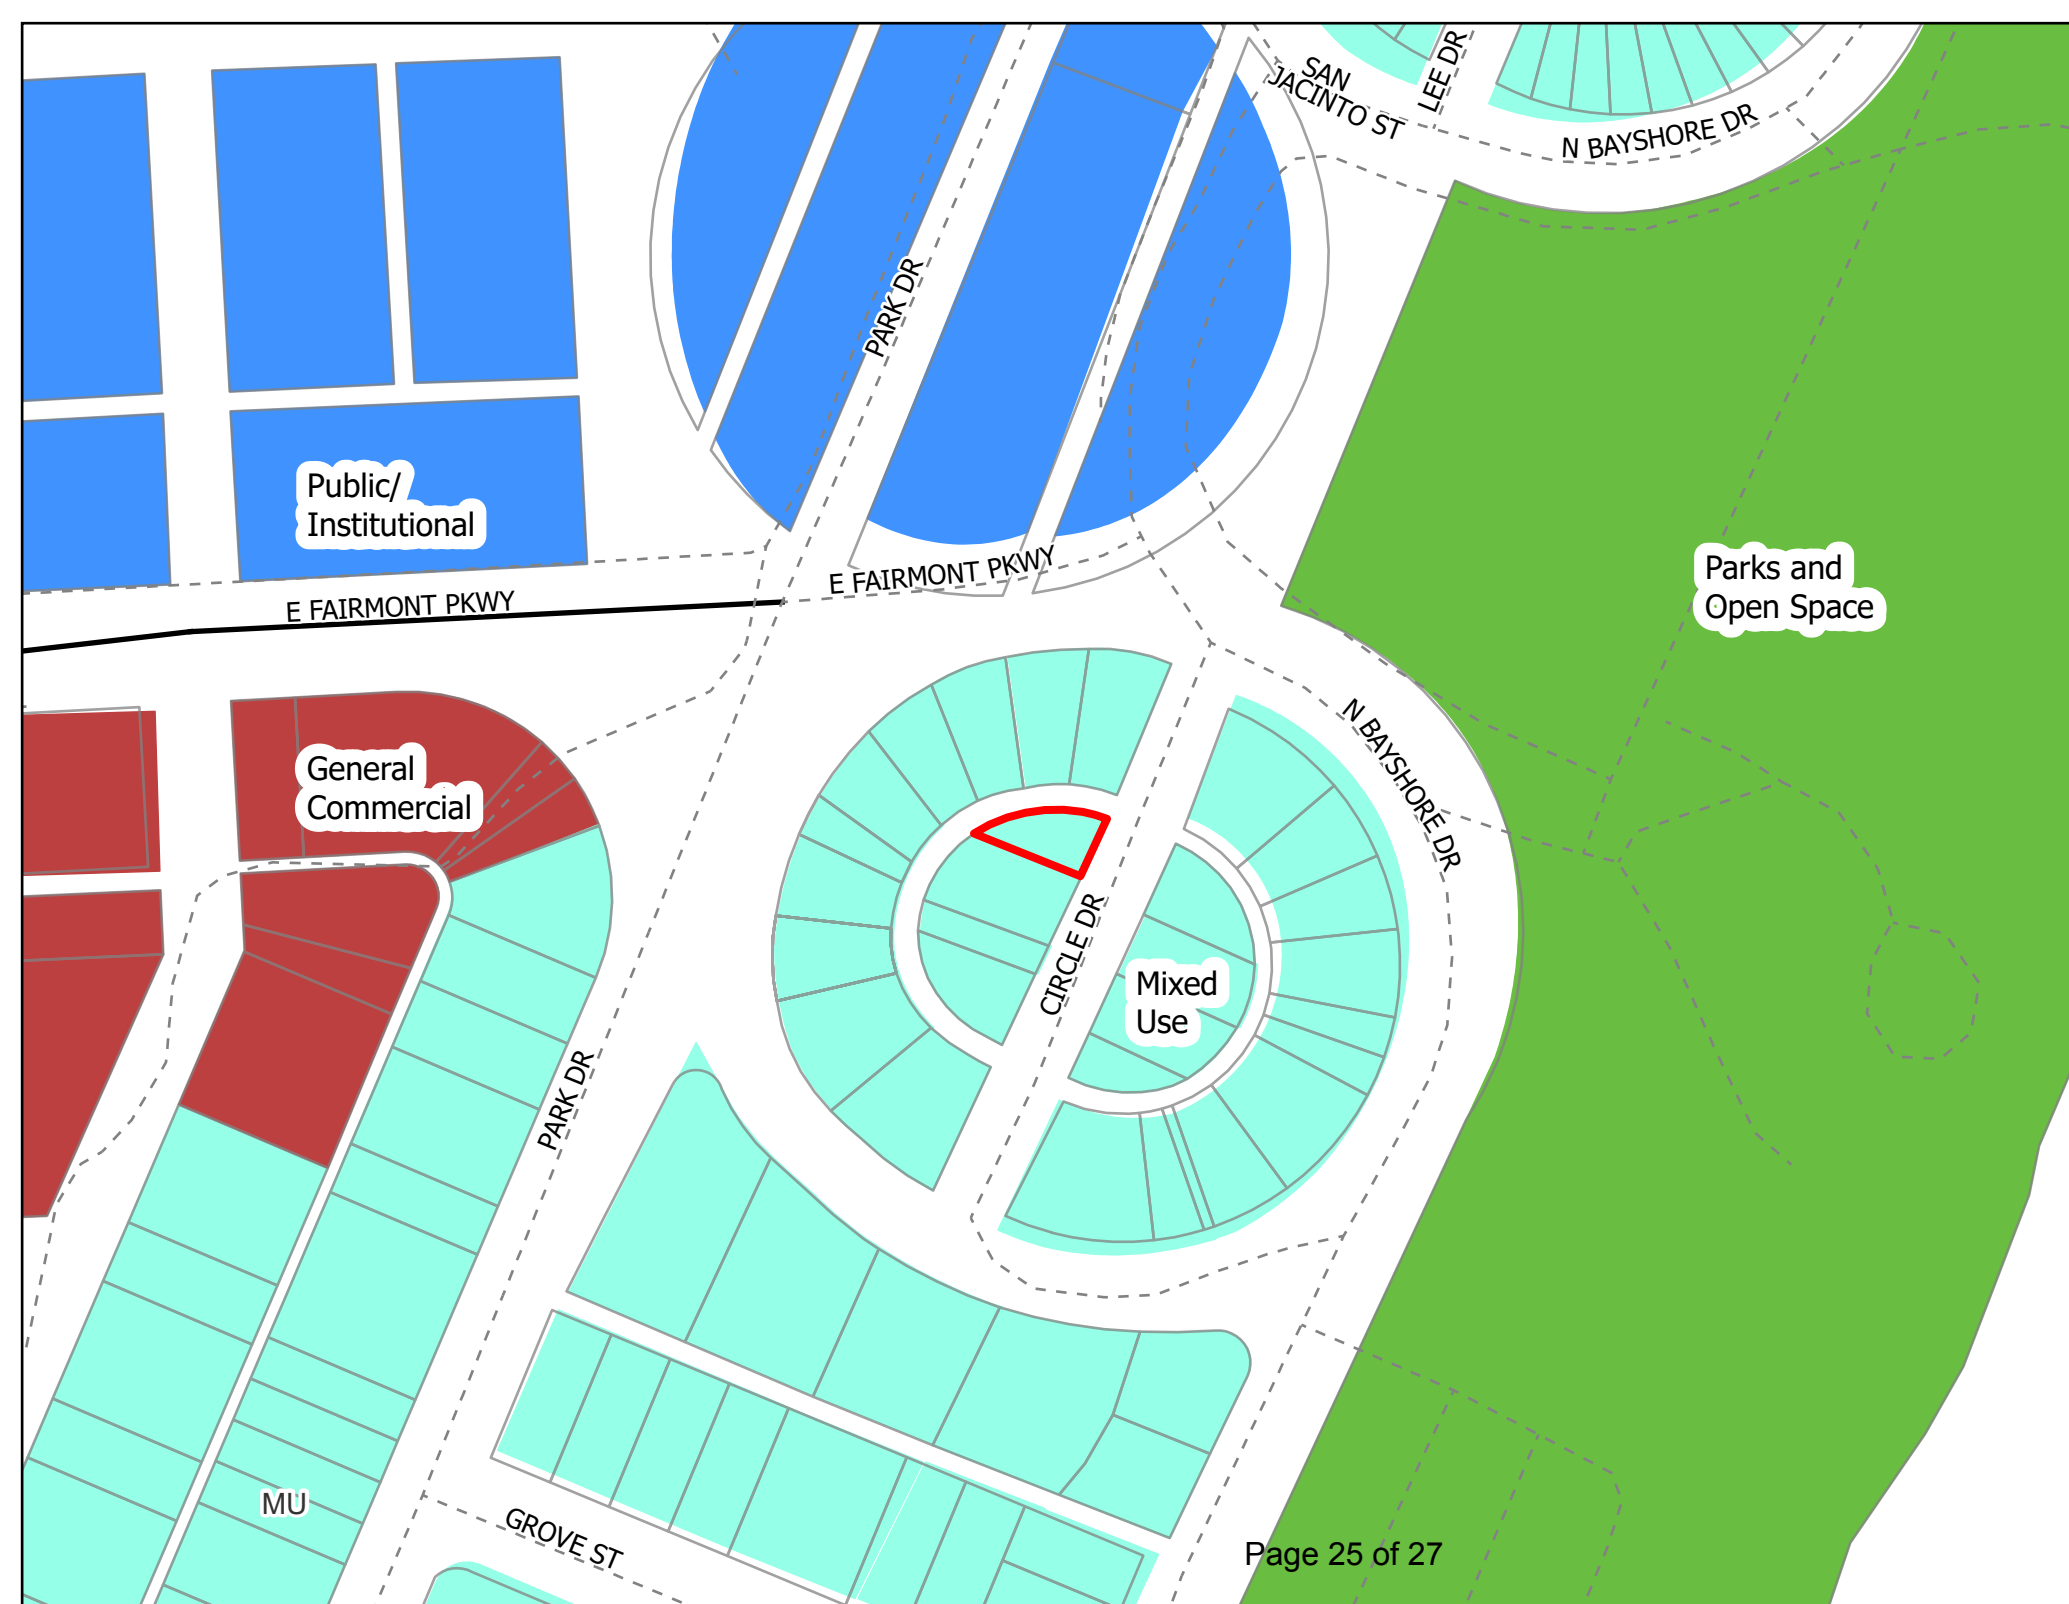 SAN
JACINTO ST
LEE DR
N BAYSHORE DR
PARK DR
Public/
Institutional
E FAIRMONT PKWY
E FAIRMONT PKWY
Parks and
Open Space
General
Commercial
N BAYSHORE DR
CIRCLE DR
Mixed
Use
PARK DR
MU
GROVE ST
Page 25 of 27